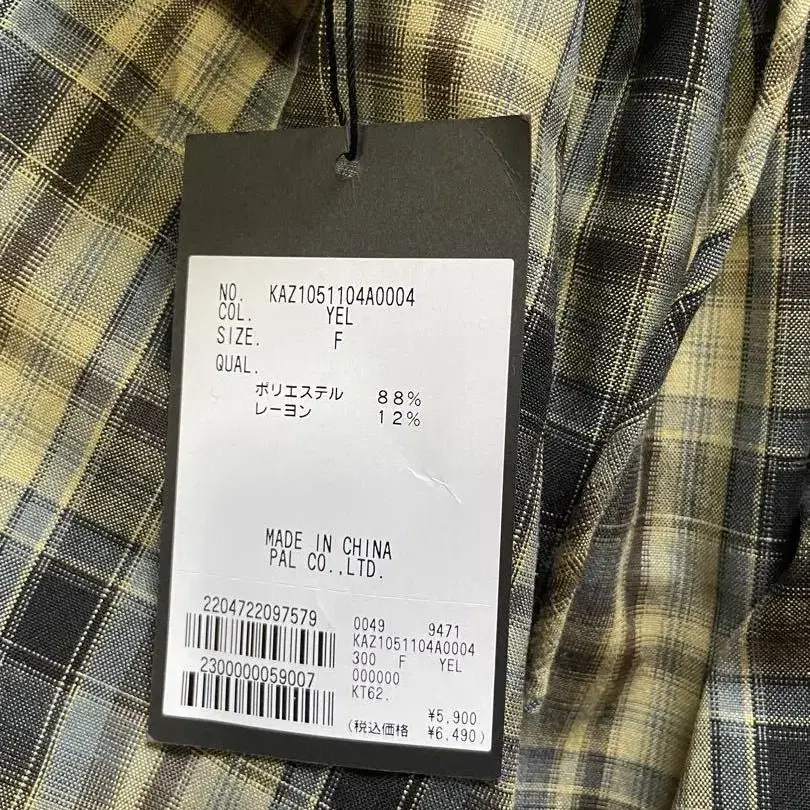 NO. KAZ1051104A0004
COL. YEL
SIZE. F
QUAL.
ポリエステル 88%
レーヨン 12%
MADE IN CHINA
PAL CO.,LTD.
2204722097579
2300000059007
0049 9471
KAZ1051104A0004
300 F YEL
000000
KT62.
¥5,900
(税込価格 ¥6,490)